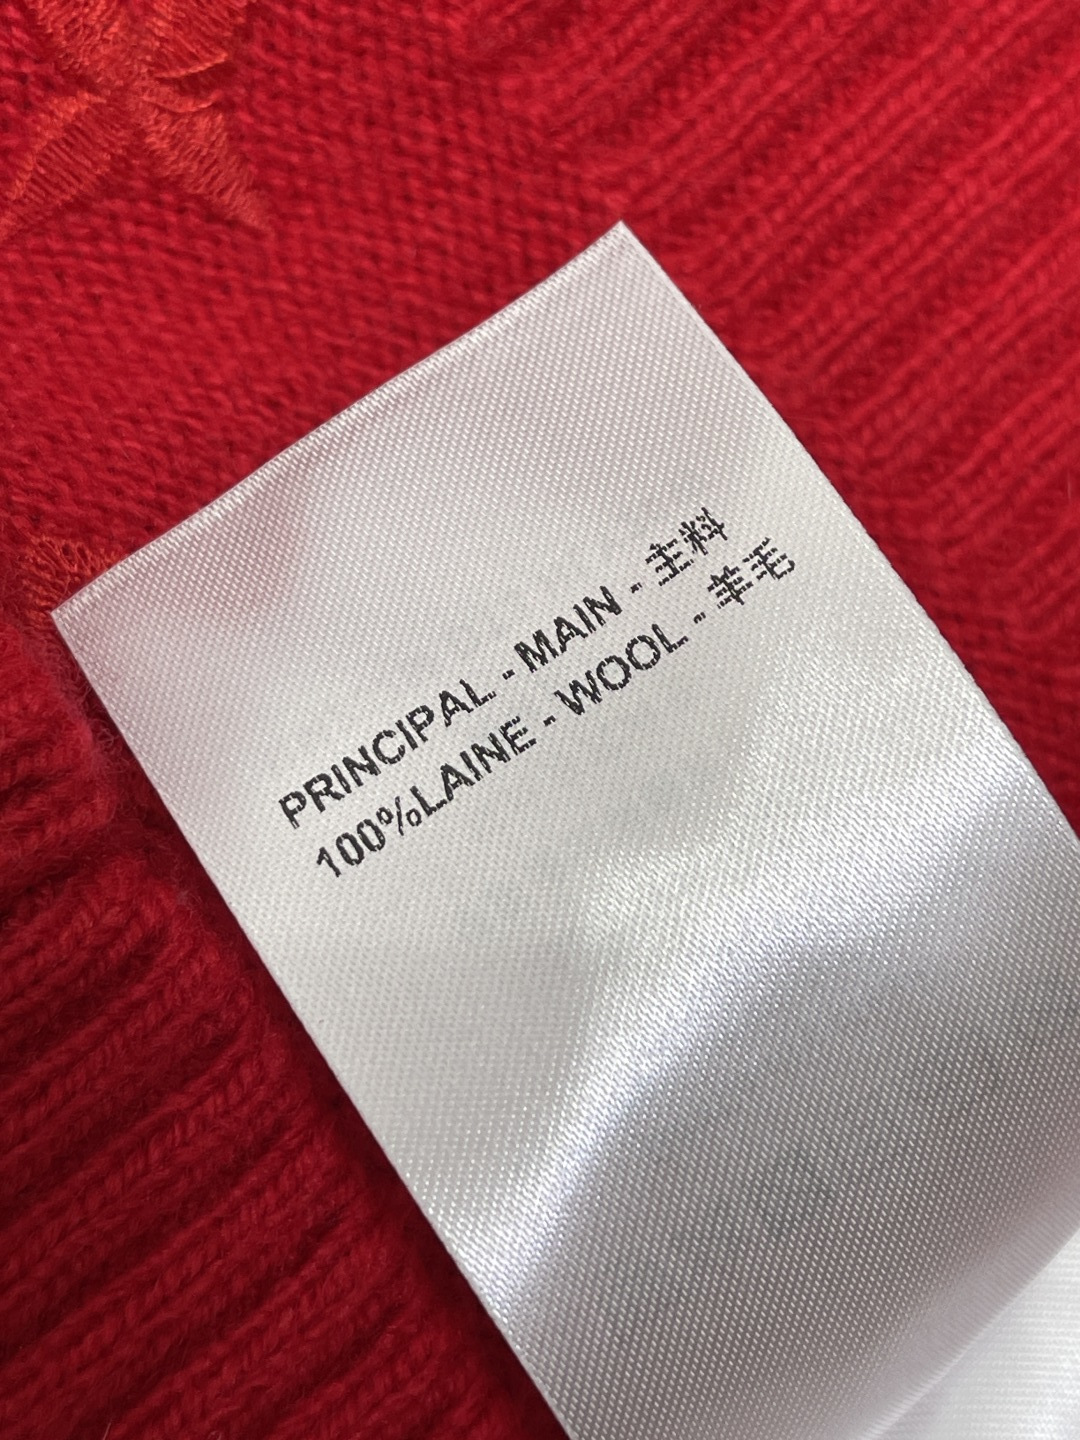 PRINCIPAL - MAIN - 主料
100%LAINE - WOOL - 羊毛